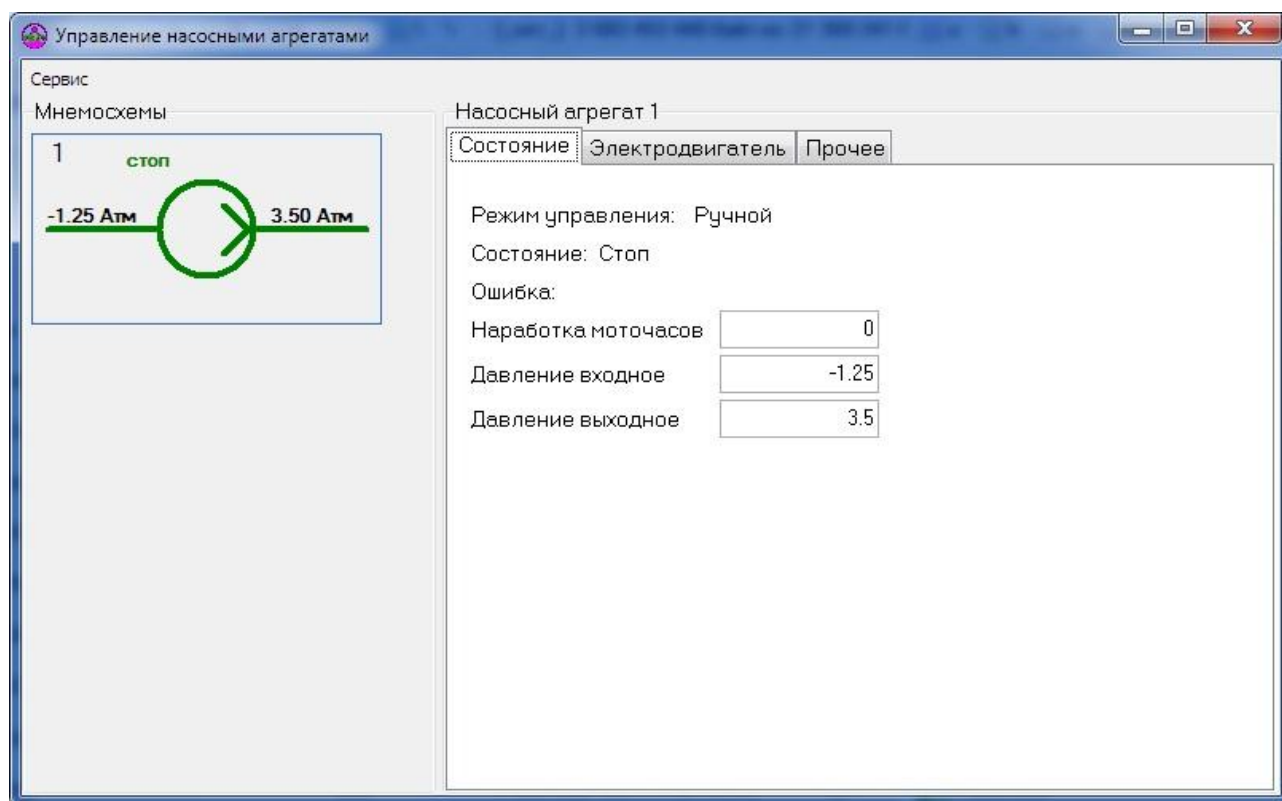 Управление насосными агрегатами
Сервис
Мнемосхемы
1
стоп
-1.25 Атм
3.50 Атм
Насосный агрегат 1
Состояние
Электродвигатель
Прочее
Режим управления: Ручной
Состояние: Стоп
Ошибка:
Наработка моточасов 0
Давление входное -1.25
Давление выходное 3.5